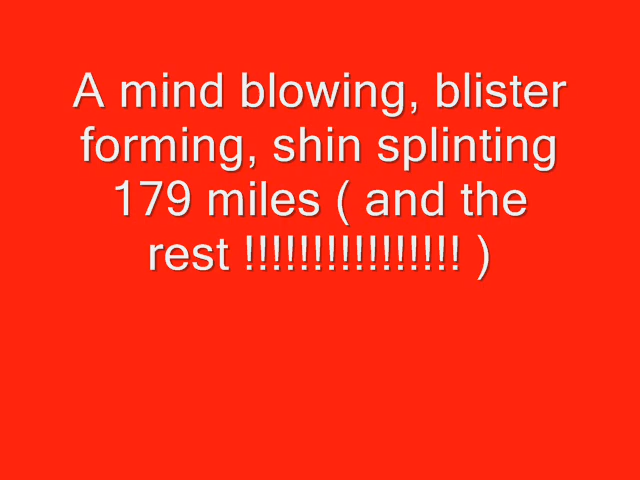 A mind blowing, blister
forming, shin splinting
179 miles ( and the
rest !!!!!!!!!!!!!!!! )